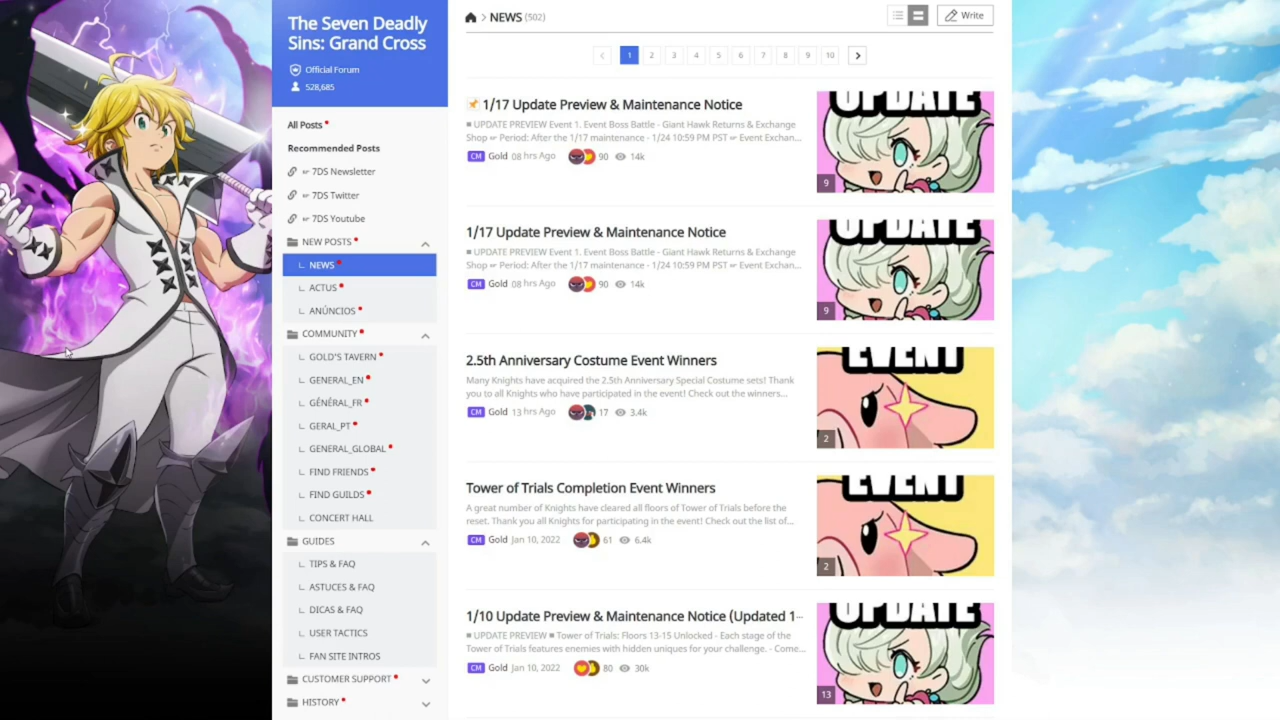 The Seven Deadly
Sins: Grand Cross
Official Forum
528,685
All Posts
Recommended Posts
☞ 7DS Newsletter
☞ 7DS Twitter
☞ 7DS Youtube
NEW POSTS
NEWS
ACTUS
ANÚNCIOS
COMMUNITY
GOLD'S TAVERN
GENERAL_EN
GÉNÉRAL_FR
GERAL_PT
GENERAL_GLOBAL
FIND FRIENDS
FIND GUILDS
CONCERT HALL
GUIDES
TIPS & FAQ
ASTUCES & FAQ
DICAS & FAQ
USER TACTICS
FAN SITE INTROS
CUSTOMER SUPPORT
HISTORY
> NEWS (502)
Write
< 1 2 3 4 5 6 7 8 9 10 >
1/17 Update Preview & Maintenance Notice
■ UPDATE PREVIEW Event 1. Event Boss Battle - Giant Hawk Returns & Exchange
Shop ☞ Period: After the 1/17 maintenance - 1/24 10:59 PM PST ☞ Event Exchan...
CM Gold 08 hrs Ago 90 14k
UPDATE
9
1/17 Update Preview & Maintenance Notice
■ UPDATE PREVIEW Event 1. Event Boss Battle - Giant Hawk Returns & Exchange
Shop ☞ Period: After the 1/17 maintenance - 1/24 10:59 PM PST ☞ Event Exchan...
CM Gold 08 hrs Ago 90 14k
UPDATE
9
2.5th Anniversary Costume Event Winners
Many Knights have acquired the 2.5th Anniversary Special Costume sets! Thank
you to all Knights who have participated in the event! Check out the winners...
CM Gold 13 hrs Ago 17 3.4k
EVENT
2
Tower of Trials Completion Event Winners
A great number of Knights have cleared all floors of Tower of Trials before the
reset. Thank you all Knights for participating in the event! Check out the list of...
CM Gold Jan 10, 2022 61 6.4k
EVENT
2
1/10 Update Preview & Maintenance Notice (Updated 1...
■ UPDATE PREVIEW ■ Tower of Trials: Floors 13-15 Unlocked - Each stage of the
Tower of Trials features enemies with hidden uniques for your challenge. - Come...
CM Gold Jan 10, 2022 80 30k
UPDATE
13